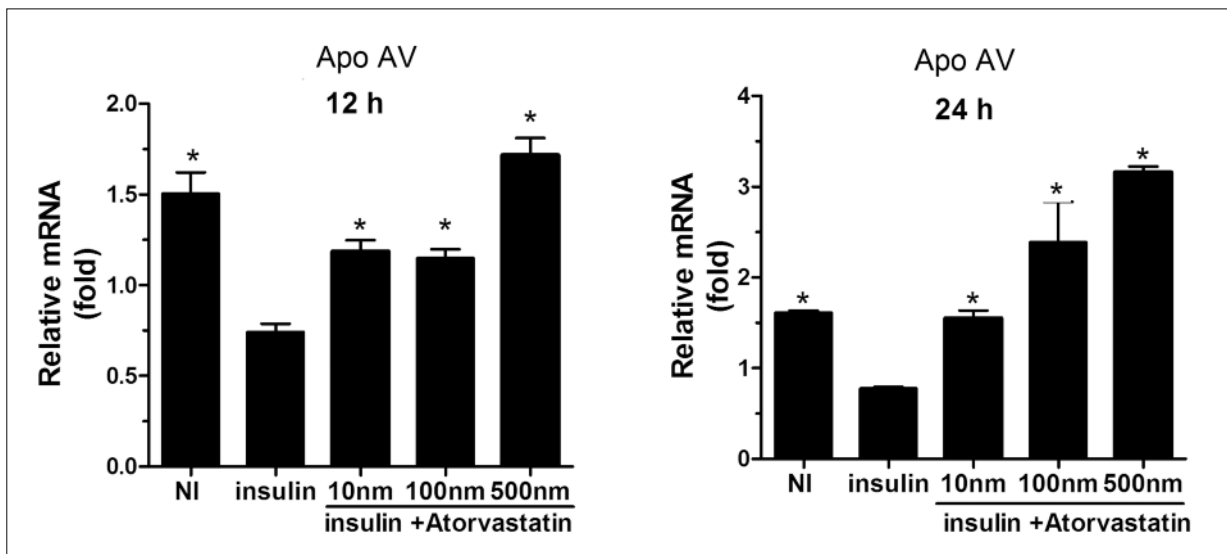 Apo AV
12 h
Relative mRNA
(fold)
2.0
1.5
1.0
0.5
0.0
*
*
*
*
NI insulin 10nm 100nm 500nm
insulin +Atorvastatin
Apo AV
24 h
Relative mRNA
(fold)
4
3
2
1
0
*
*
*
*
NI insulin 10nm 100nm 500nm
insulin +Atorvastatin